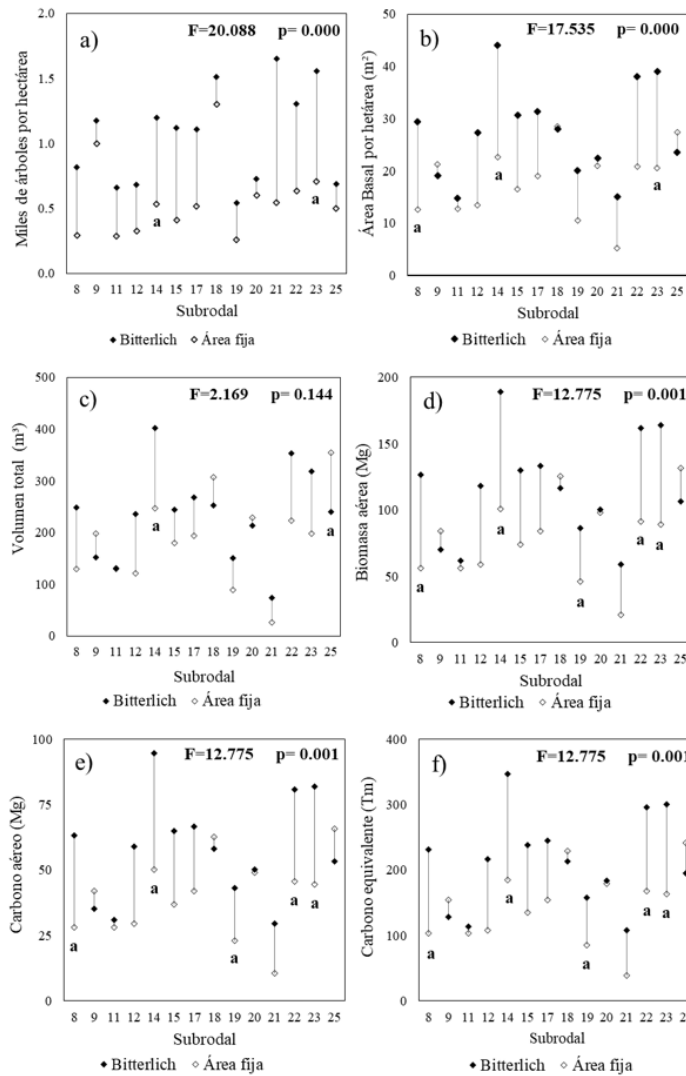 a)
F=20.088 p= 0.000
Miles de árboles por hectárea
2.0
1.5
1.0
0.5
0.0
a
a
8 9 11 12 14 15 17 18 19 20 21 22 23 25
Subrodal
◆Bitterlich ◇Área fija
b)
F=17.535 p= 0.000
Área Basal por hetárea (m²)
50
40
30
20
10
0
a
a
a
8 9 11 12 14 15 17 18 19 20 21 22 23 25
Subrodal
◆Bitterlich ◇Área fija
c)
F=2.169 p= 0.144
Volumen total (m³)
500
400
300
200
100
0
a
a
8 9 11 12 14 15 17 18 19 20 21 22 23 25
Subrodal
◆Bitterlich ◇Área fija
d)
F=12.775 p= 0.001
Biomasa aérea (Mg)
200
150
100
50
0
a
a
a
a
a
8 9 11 12 14 15 17 18 19 20 21 22 23 25
Subrodal
◆Bitterlich ◇Área fija
e)
F=12.775 p= 0.001
Carbono aéreo (Mg)
100
75
50
25
0
a
a
a
a
a
8 9 11 12 14 15 17 18 19 20 21 22 23 25
Subrodal
◆Bitterlich ◇Área fija
f)
F=12.775 p= 0.001
Carbono equivalente (Tm)
400
300
200
100
0
a
a
a
a
a
8 9 11 12 14 15 17 18 19 20 21 22 23
Subrodal
◆Bitterlich ◇Área fija